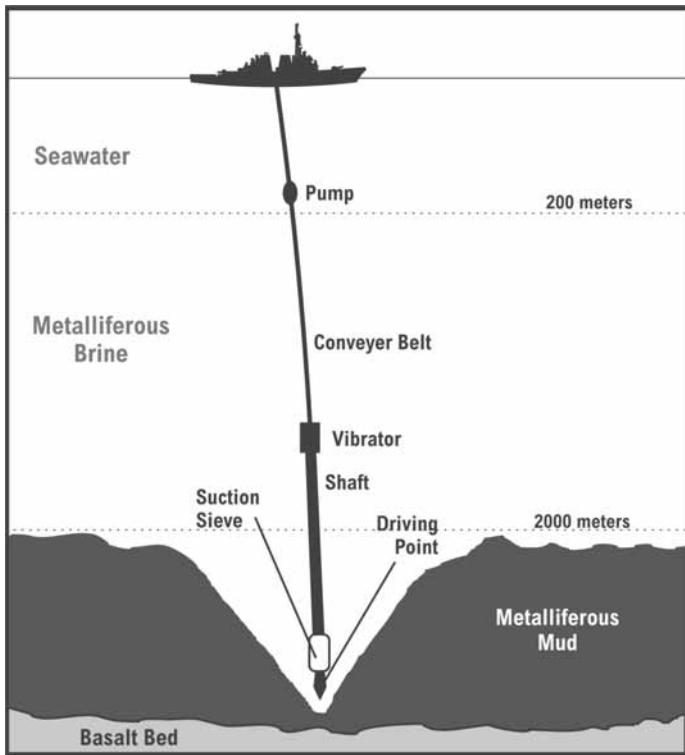 Seawater
Pump
200 meters
Metalliferous
Brine
Conveyer Belt
Vibrator
Shaft
Suction
Sieve
Driving
Point
2000 meters
Metalliferous
Mud
Basalt Bed